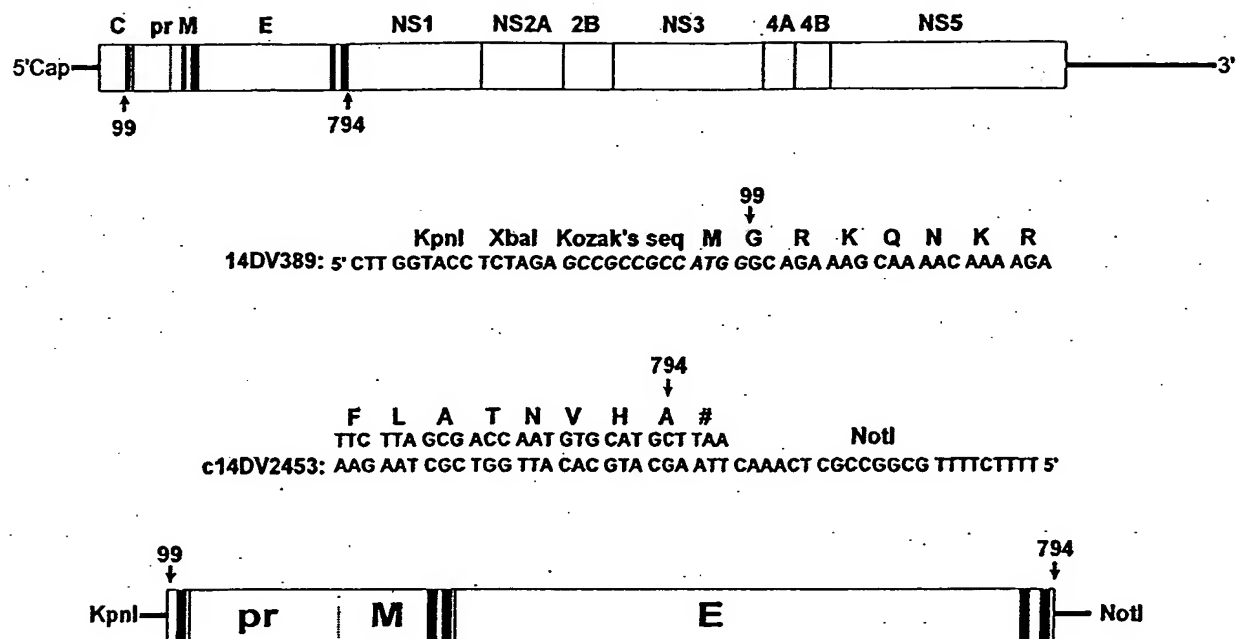 C pr M E NS1 NS2A 2B NS3 4A 4B NS5
5'Cap 3'
99 794
99
KpnI XbaI Kozak's seq M G R K Q N K R
14DV389: 5' CTT GGTACC TCTAGA GCCGCCGCC ATG GGC AGA AAG CAA AAC AAA AGA
794
F L A T N V H A #
TTC TTA GCG ACC AAT GTG CAT GCT TAA NotI
c14DV2453: AAG AAT CGC TGG TTA CAC GTA CGA ATT CAAACT CGCCGGCG TTTTCTTTT 5'
99 794
KpnI pr M E NotI